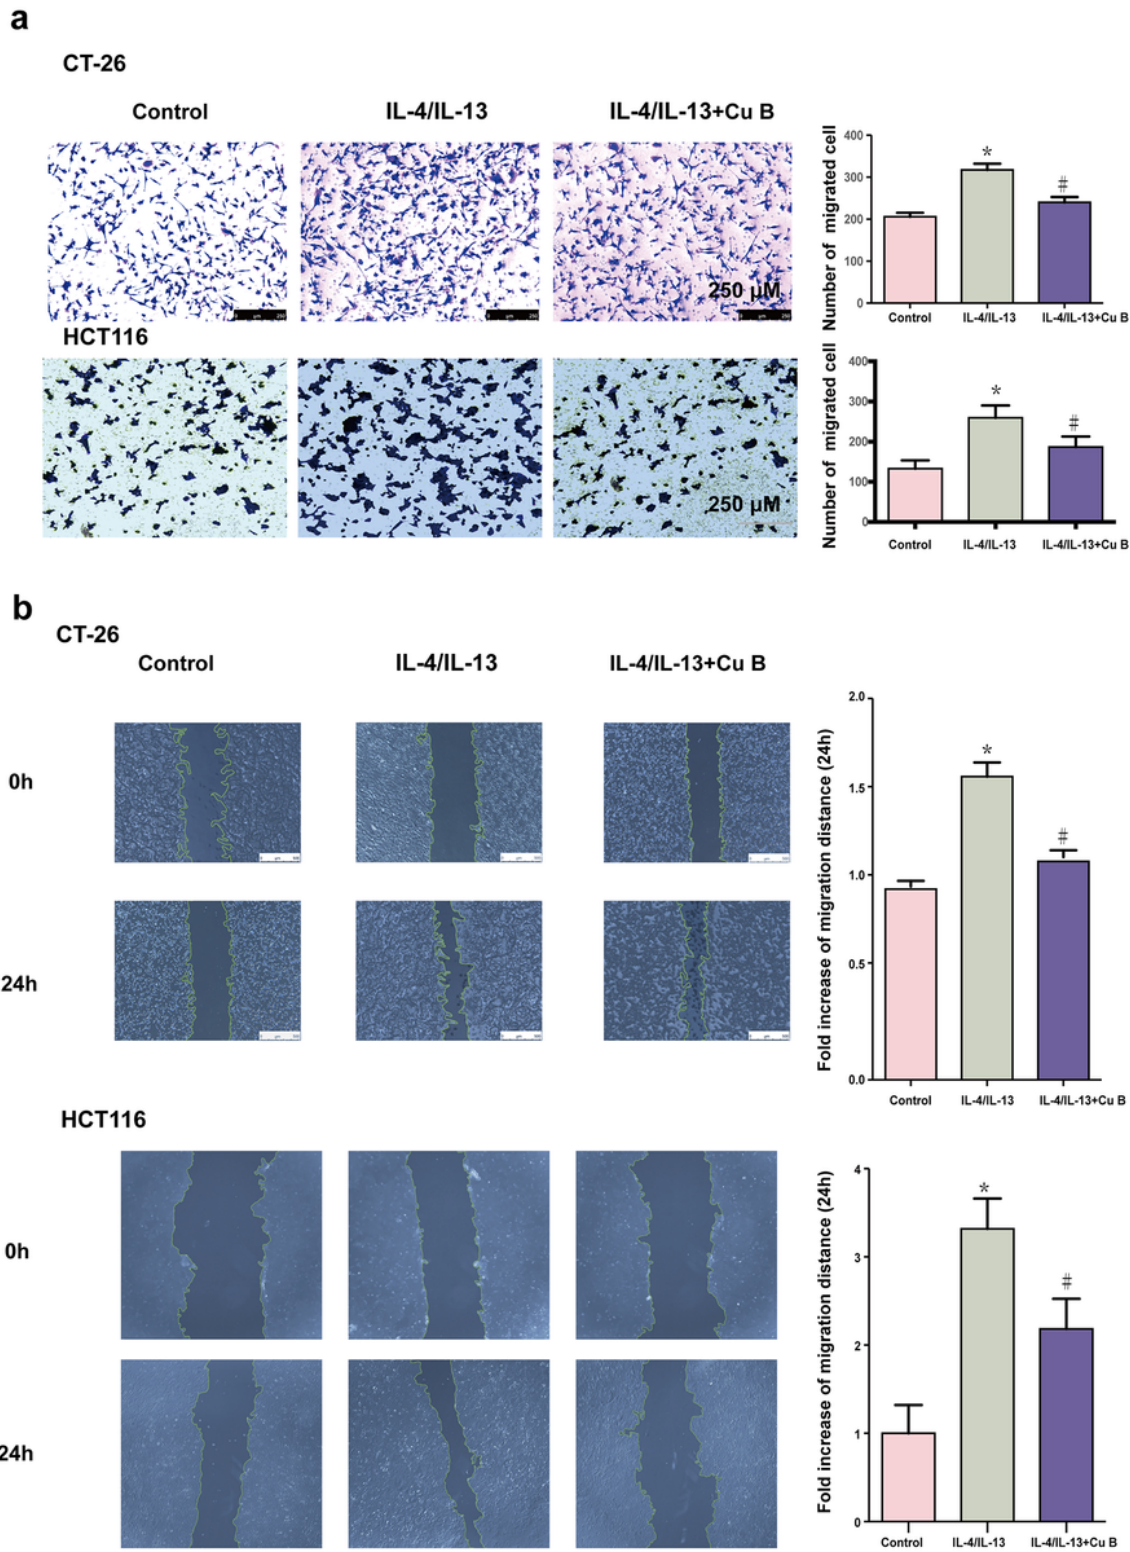 a
CT-26
Control IL-4/IL-13 IL-4/IL-13+Cu B
250 µM
HCT116
250 µM
Number of migrated cell
400
300
200
100
0
Control IL-4/IL-13 IL-4/IL-13+Cu B
*
#
Number of migrated cell
400
300
200
100
0
Control IL-4/IL-13 IL-4/IL-13+Cu B
*
#
b
CT-26
Control IL-4/IL-13 IL-4/IL-13+Cu B
0h
24h
Fold increase of migration distance (24h)
2.0
1.5
1.0
0.5
0.0
Control IL-4/IL-13 IL-4/IL-13+Cu B
*
#
HCT116
0h
24h
Fold increase of migration distance (24h)
4
3
2
1
0
Control IL-4/IL-13 IL-4/IL-13+Cu B
*
#